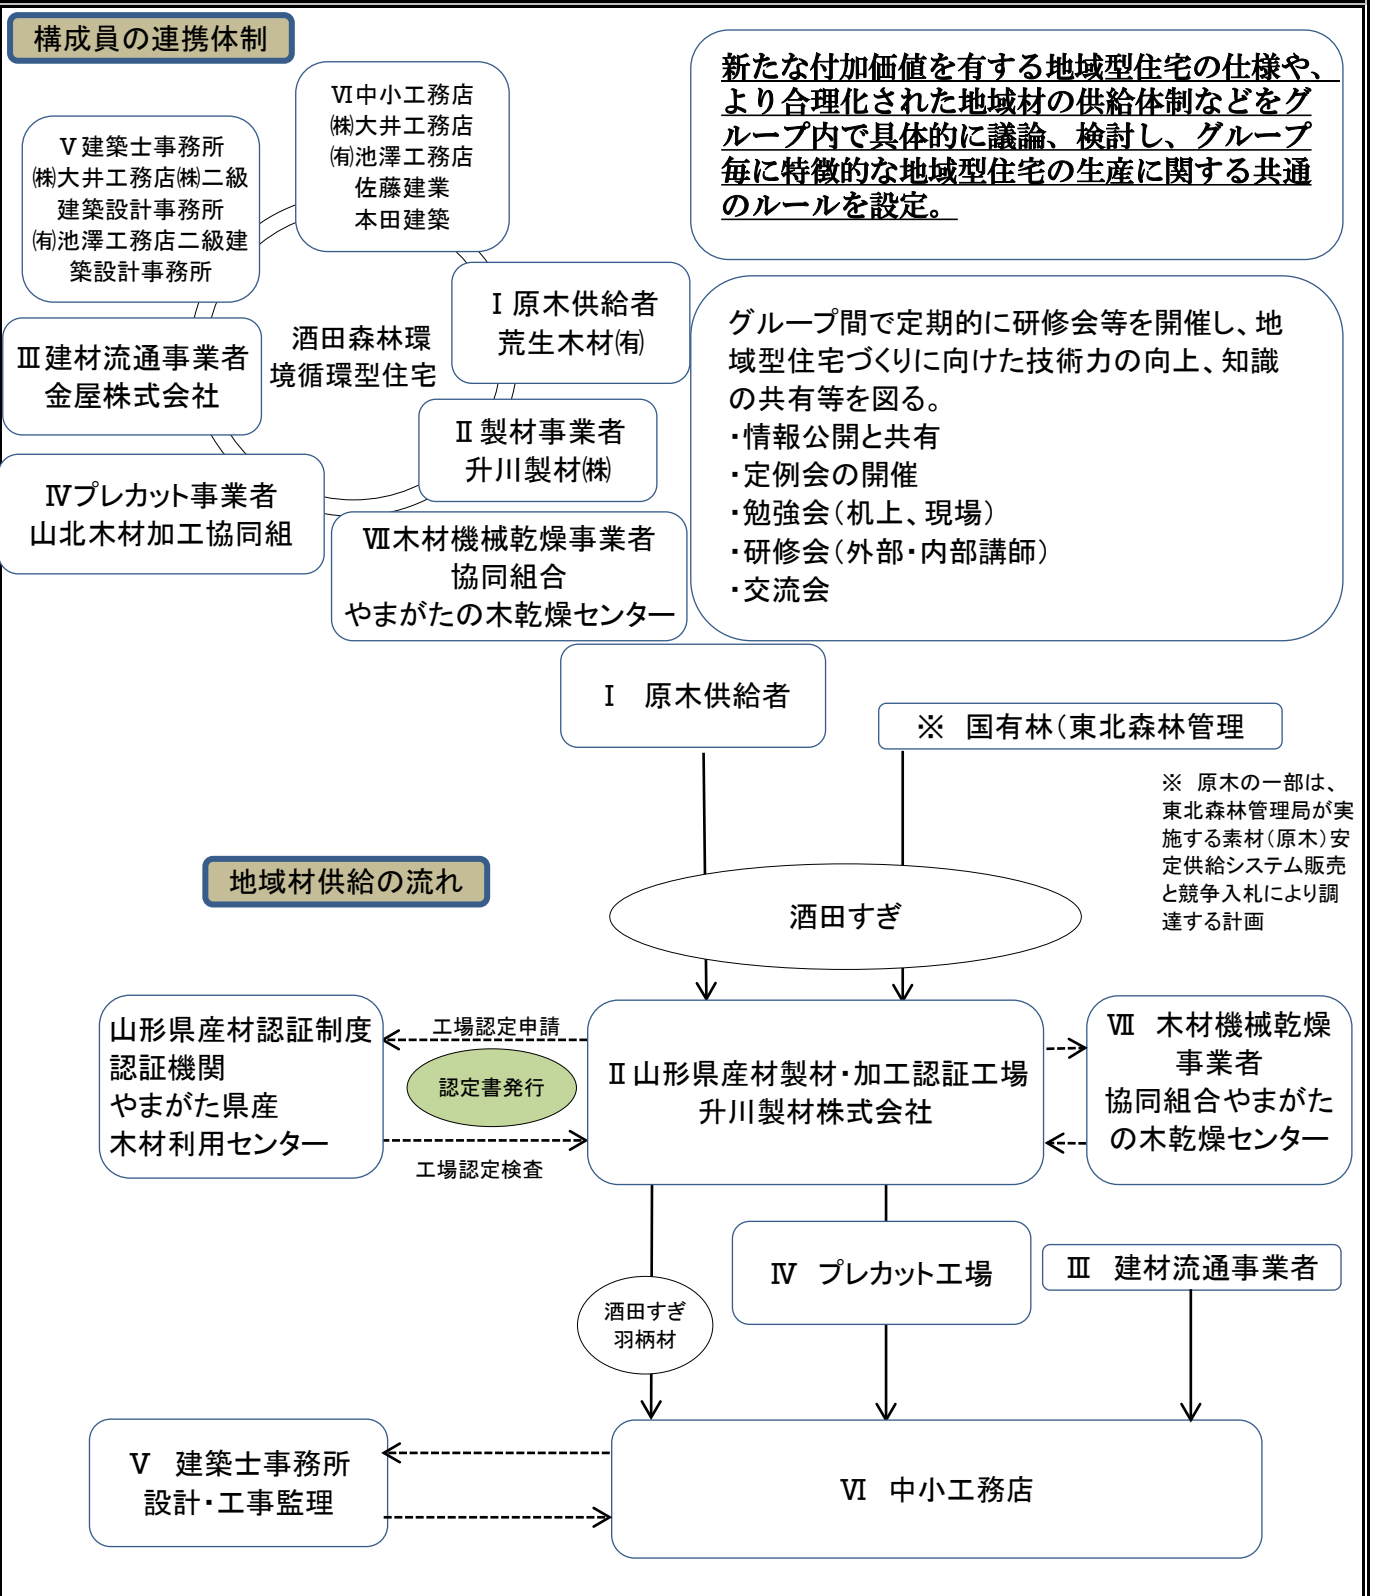 構成員の連携体制
Ⅵ中小工務店
㈱大井工務店
㈲池澤工務店
佐藤建業
本田建築
Ⅴ建築士事務所
㈱大井工務店㈱二級
建築設計事務所
㈲池澤工務店二級建
築設計事務所
新たな付加価値を有する地域型住宅の仕様や、
より合理化された地域材の供給体制などをグ
ループ内で具体的に議論、検討し、グループ
毎に特徴的な地域型住宅の生産に関する共通
のルールを設定。
Ⅰ原木供給者
荒生木材㈲
酒田森林環
境循環型住宅
Ⅲ建材流通事業者
金屋株式会社
Ⅱ製材事業者
升川製材㈱
Ⅳプレカット事業者
山北木材加工協同組
Ⅶ木材機械乾燥事業者
協同組合
やまがたの木乾燥センター
グループ間で定期的に研修会等を開催し、地
域型住宅づくりに向けた技術力の向上、知識
の共有等を図る。
・情報公開と共有
・定例会の開催
・勉強会（机上、現場）
・研修会（外部・内部講師）
・交流会
Ⅰ　原木供給者
※　国有林（東北森林管理
※　原木の一部は、
東北森林管理局が実
施する素材（原木）安
定供給システム販売
と競争入札により調
達する計画
地域材供給の流れ
酒田すぎ
山形県産材認証制度
認証機関
やまがた県産
木材利用センター
工場認定申請
認定書発行
工場認定検査
Ⅱ山形県産材製材・加工認証工場
升川製材株式会社
Ⅶ　木材機械乾燥
事業者
協同組合やまがた
の木乾燥センター
Ⅳ　プレカット工場
Ⅲ　建材流通事業者
酒田すぎ
羽柄材
Ⅴ　建築士事務所
設計・工事監理
Ⅵ　中小工務店